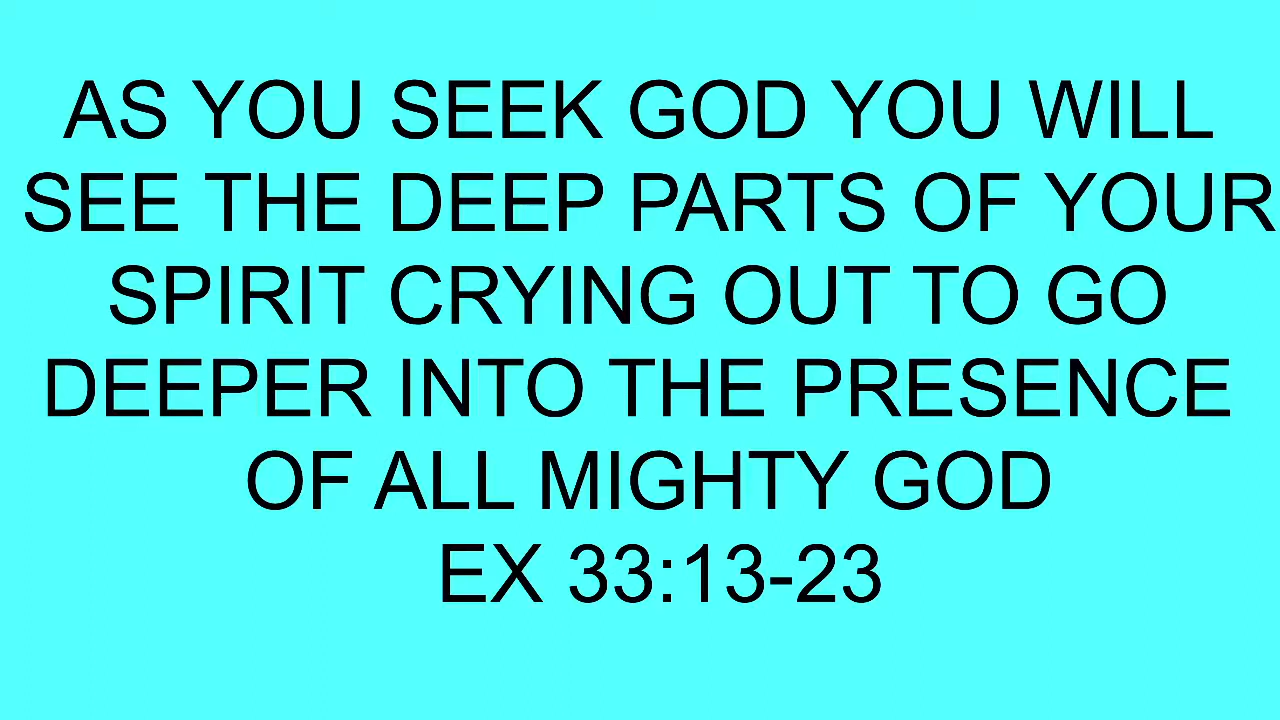 AS YOU SEEK GOD YOU WILL
SEE THE DEEP PARTS OF YOUR
SPIRIT CRYING OUT TO GO
DEEPER INTO THE PRESENCE
OF ALL MIGHTY GOD
EX 33:13-23